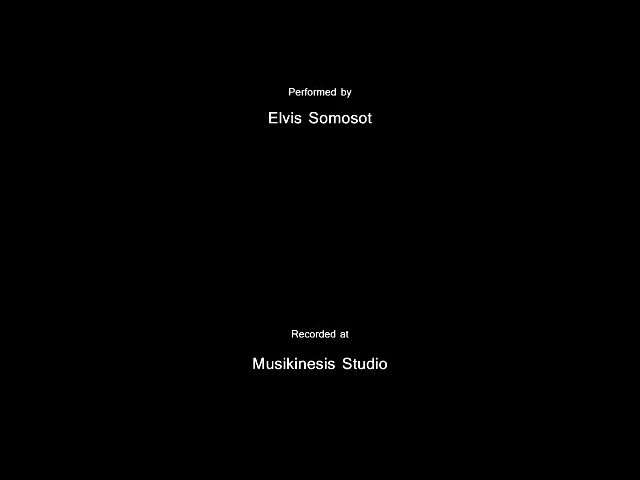 Performed by
Elvis Somosot
Recorded at
Musikinesis Studio